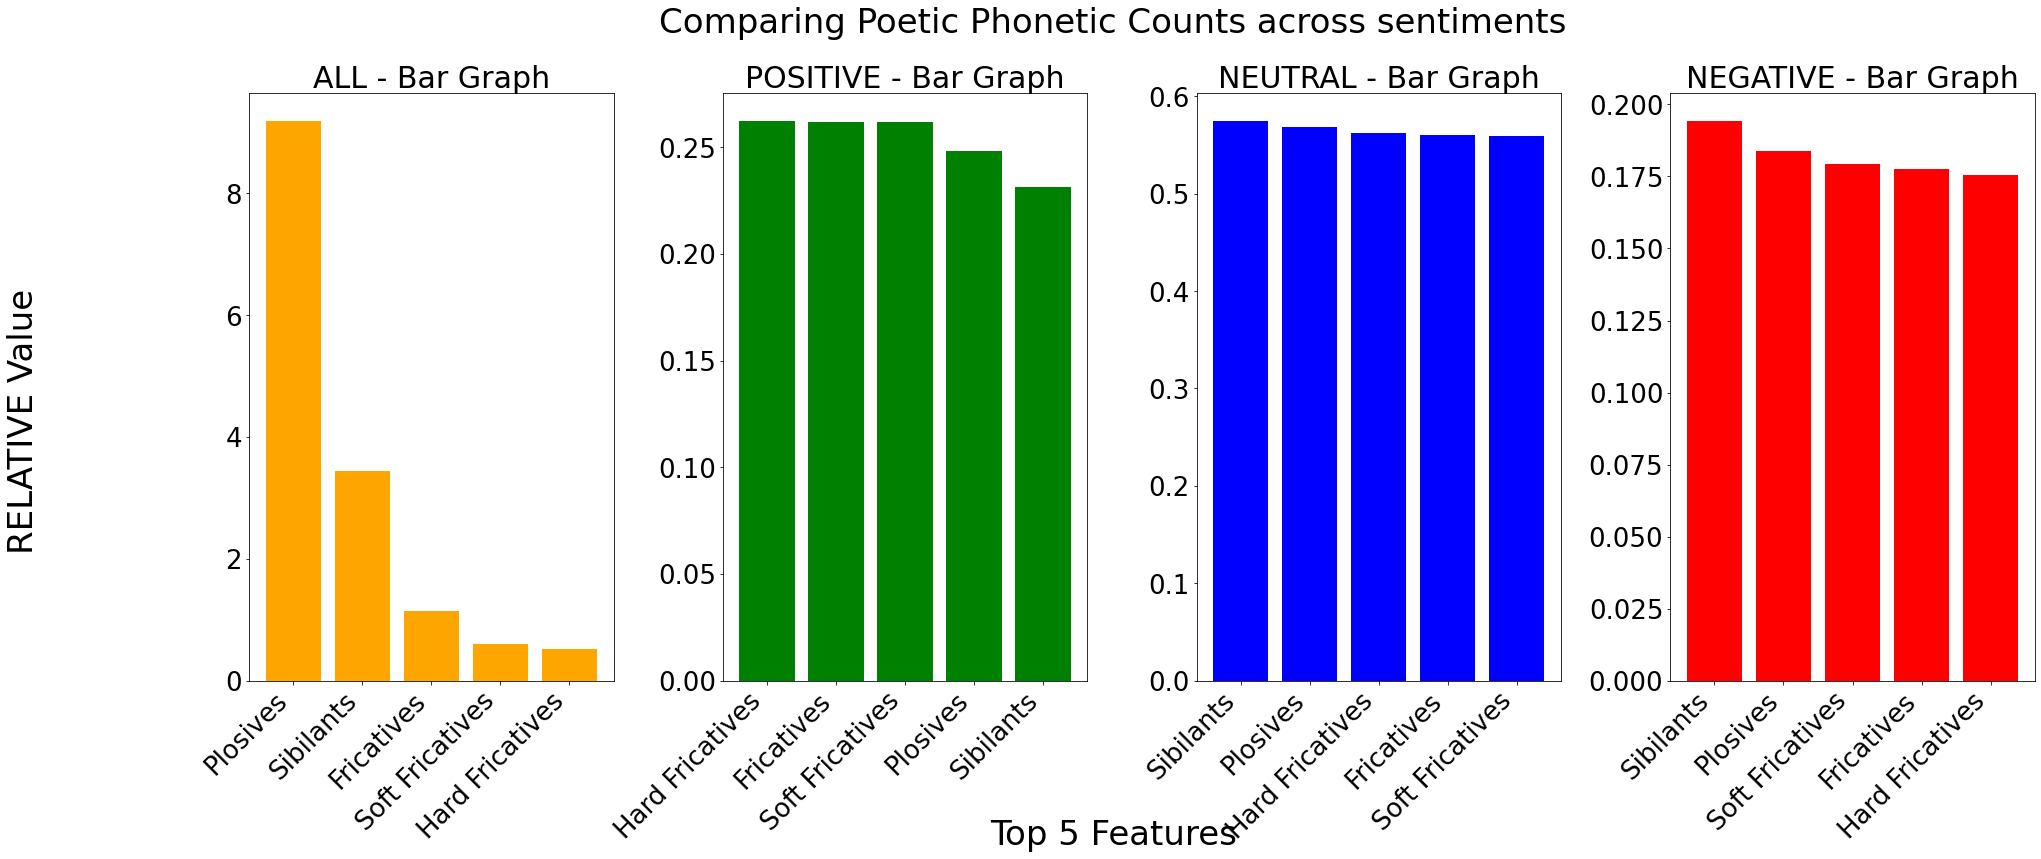 Comparing Poetic Phonetic Counts across sentiments
RELATIVE Value
ALL - Bar Graph
8
6
4
2
0
Plosives
Sibilants
Fricatives
Soft Fricatives
Hard Fricatives
POSITIVE - Bar Graph
0.25
0.20
0.15
0.10
0.05
0.00
Hard Fricatives
Fricatives
Soft Fricatives
Plosives
Sibilants
NEUTRAL - Bar Graph
0.6
0.5
0.4
0.3
0.2
0.1
0.0
Sibilants
Plosives
Hard Fricatives
Fricatives
Soft Fricatives
NEGATIVE - Bar Graph
0.200
0.175
0.150
0.125
0.100
0.075
0.050
0.025
0.000
Sibilants
Plosives
Soft Fricatives
Fricatives
Hard Fricatives
Top 5 Features